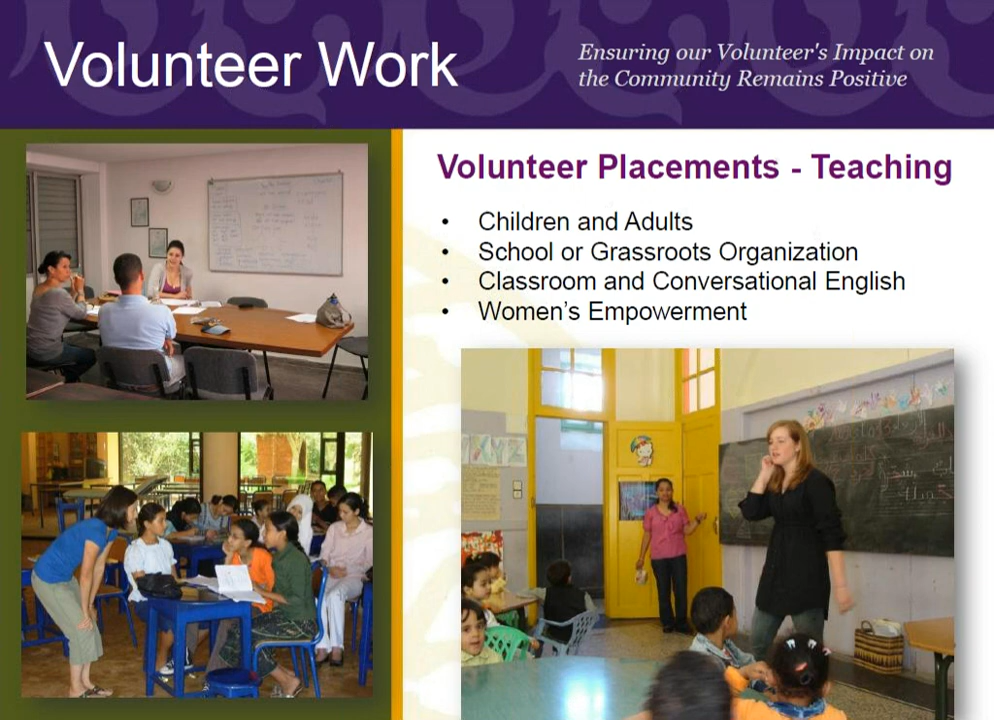 Volunteer Work
Ensuring our Volunteer's Impact on
the Community Remains Positive
Volunteer Placements - Teaching
• Children and Adults
• School or Grassroots Organization
• Classroom and Conversational English
• Women’s Empowerment